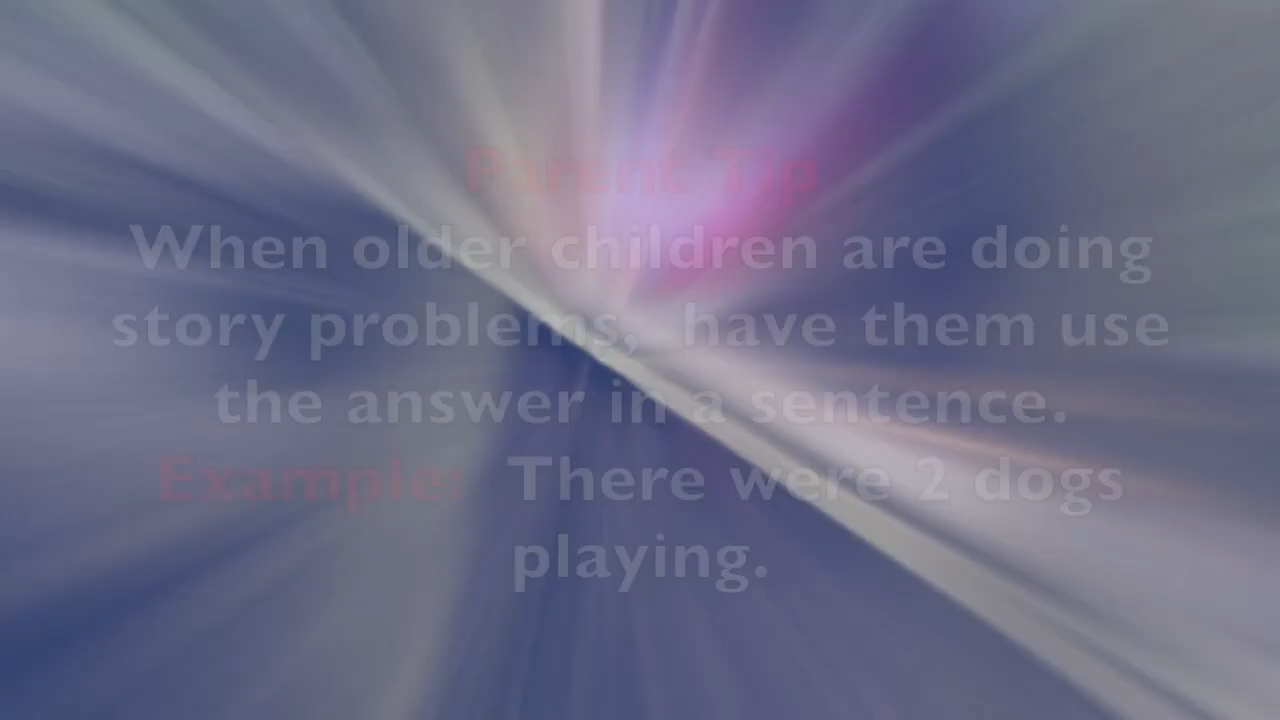 Parent Tip
When older children are doing
story problems,  have them use
the answer in a sentence.
Example:  There were 2 dogs
playing.